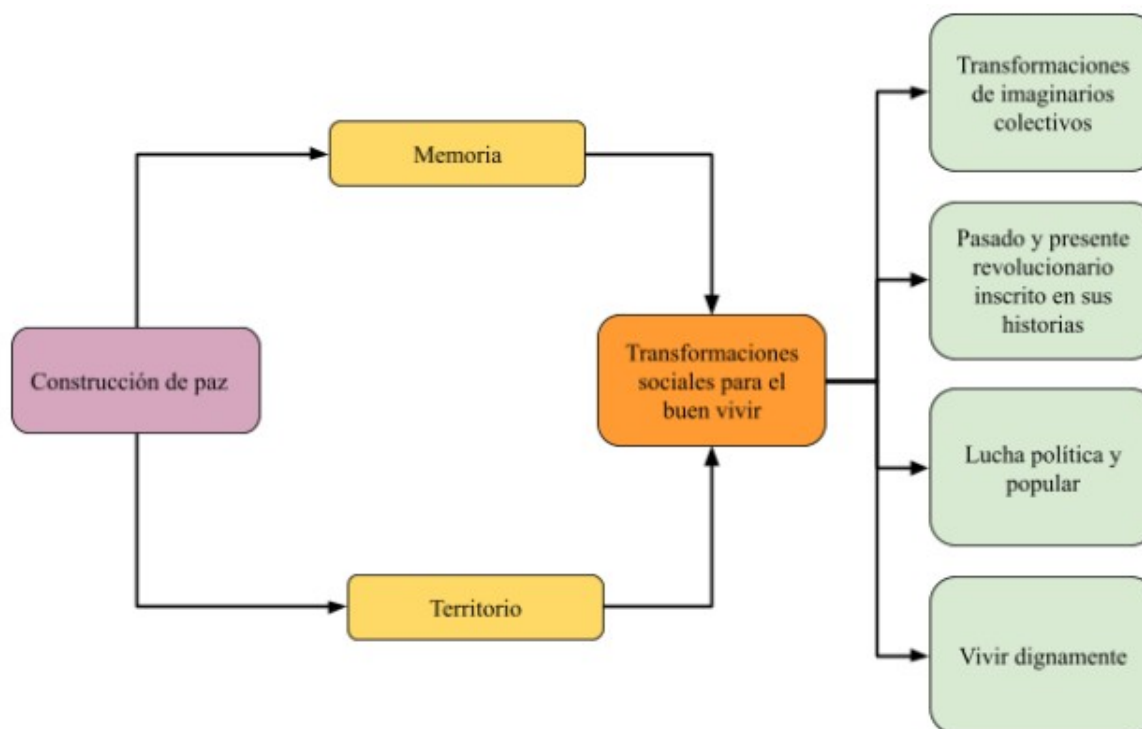 Construcción de paz
Memoria
Territorio
Transformaciones
sociales para el
buen vivir
Transformaciones
de imaginarios
colectivos
Pasado y presente
revolucionario
inscrito en sus
historias
Lucha política y
popular
Vivir dignamente